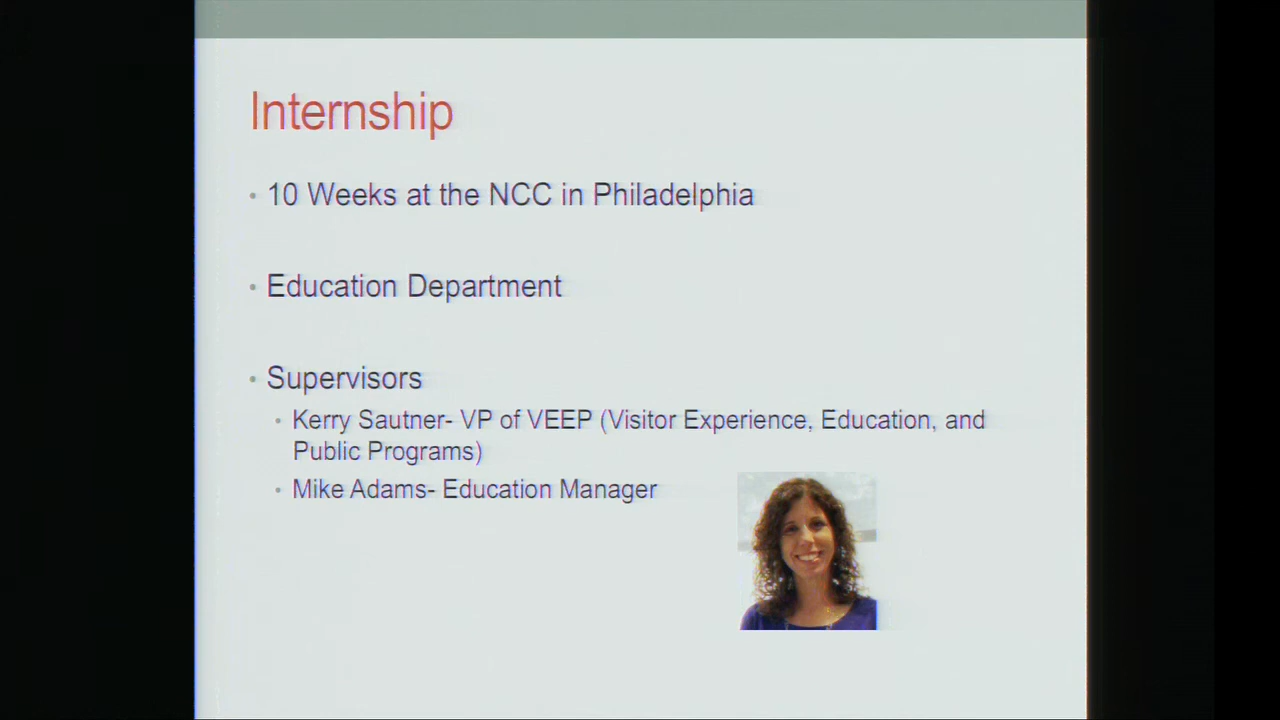 Internship
• 10 Weeks at the NCC in Philadelphia
• Education Department
• Supervisors
• Kerry Sautner- VP of VEEP (Visitor Experience, Education, and
Public Programs)
• Mike Adams- Education Manager